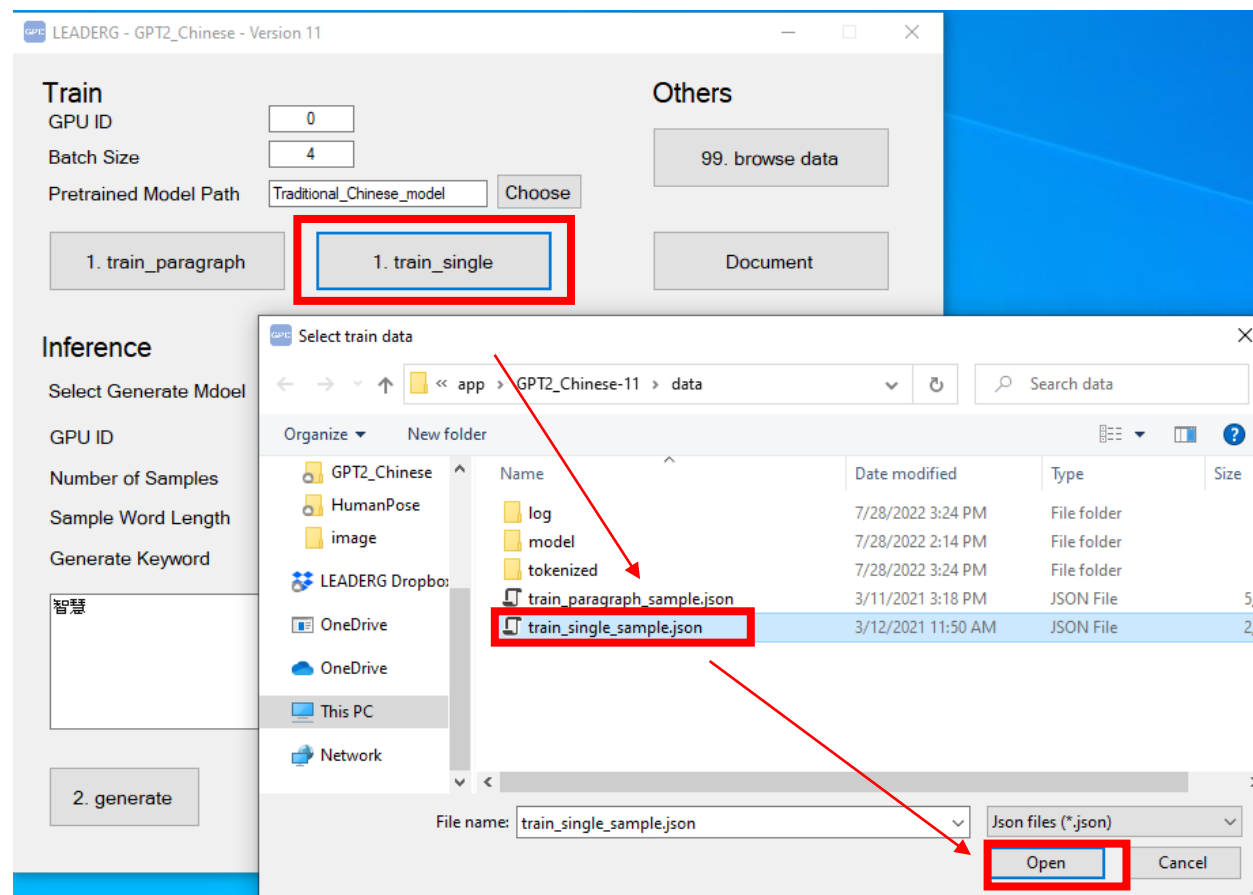 LEADERG - GPT2_Chinese - Version 11
Train
Others
GPU ID
0
Batch Size
4
99. browse data
Pretrained Model Path
Traditional_Chinese_model
Choose
1. train_paragraph
1. train_single
Document
Inference
Select Generate Mdoel
GPU ID
Number of Samples
Sample Word Length
Generate Keyword
智慧
2. generate
Select train data
« app › GPT2_Chinese-11 › data
Search data
Organize
New folder
GPT2_Chinese
HumanPose
image
LEADERG Dropbo
OneDrive
OneDrive
This PC
Network
Name Date modified Type Size
log 7/28/2022 3:24 PM File folder
model 7/28/2022 2:14 PM File folder
tokenized 7/28/2022 3:24 PM File folder
train_paragraph_sample.json 3/11/2021 3:18 PM JSON File 5,
train_single_sample.json 3/12/2021 11:50 AM JSON File 2,
File name: train_single_sample.json
Json files (*.json)
Open
Cancel